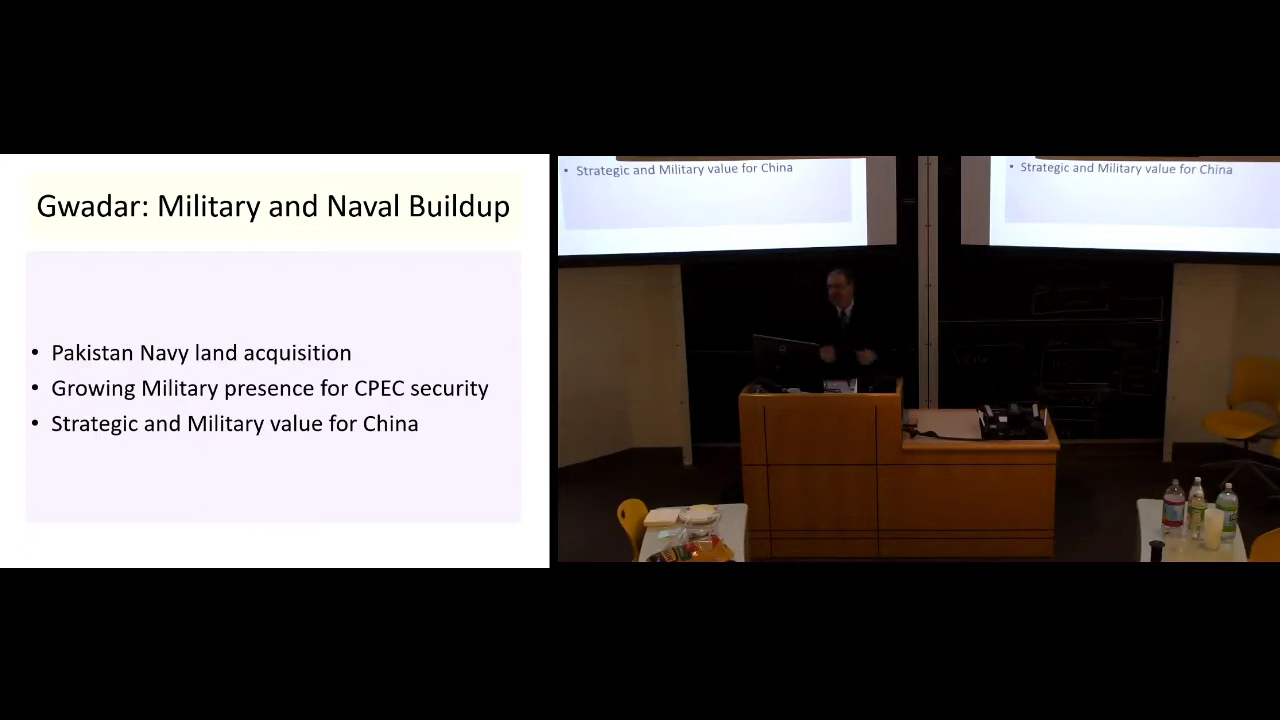 Gwadar: Military and Naval Buildup
• Pakistan Navy land acquisition
• Growing Military presence for CPEC security
• Strategic and Military value for China
• Strategic and Military value for China
• Strategic and Military value for China